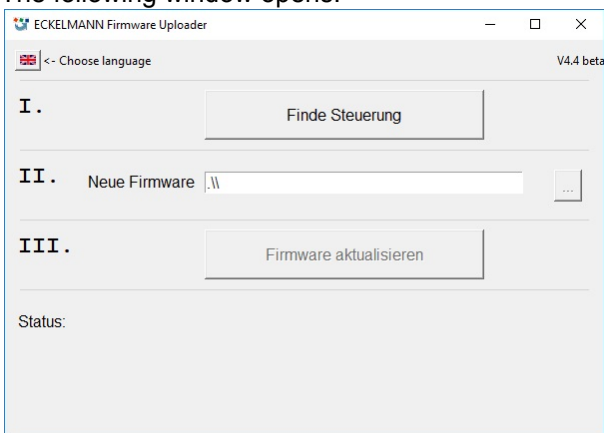 The following window opens:
ECKELMANN Firmware Uploader
<- Choose language
V4.4 beta
I.
Finde Steuerung
II.
Neue Firmware
.\\
...
III.
Firmware aktualisieren
Status: